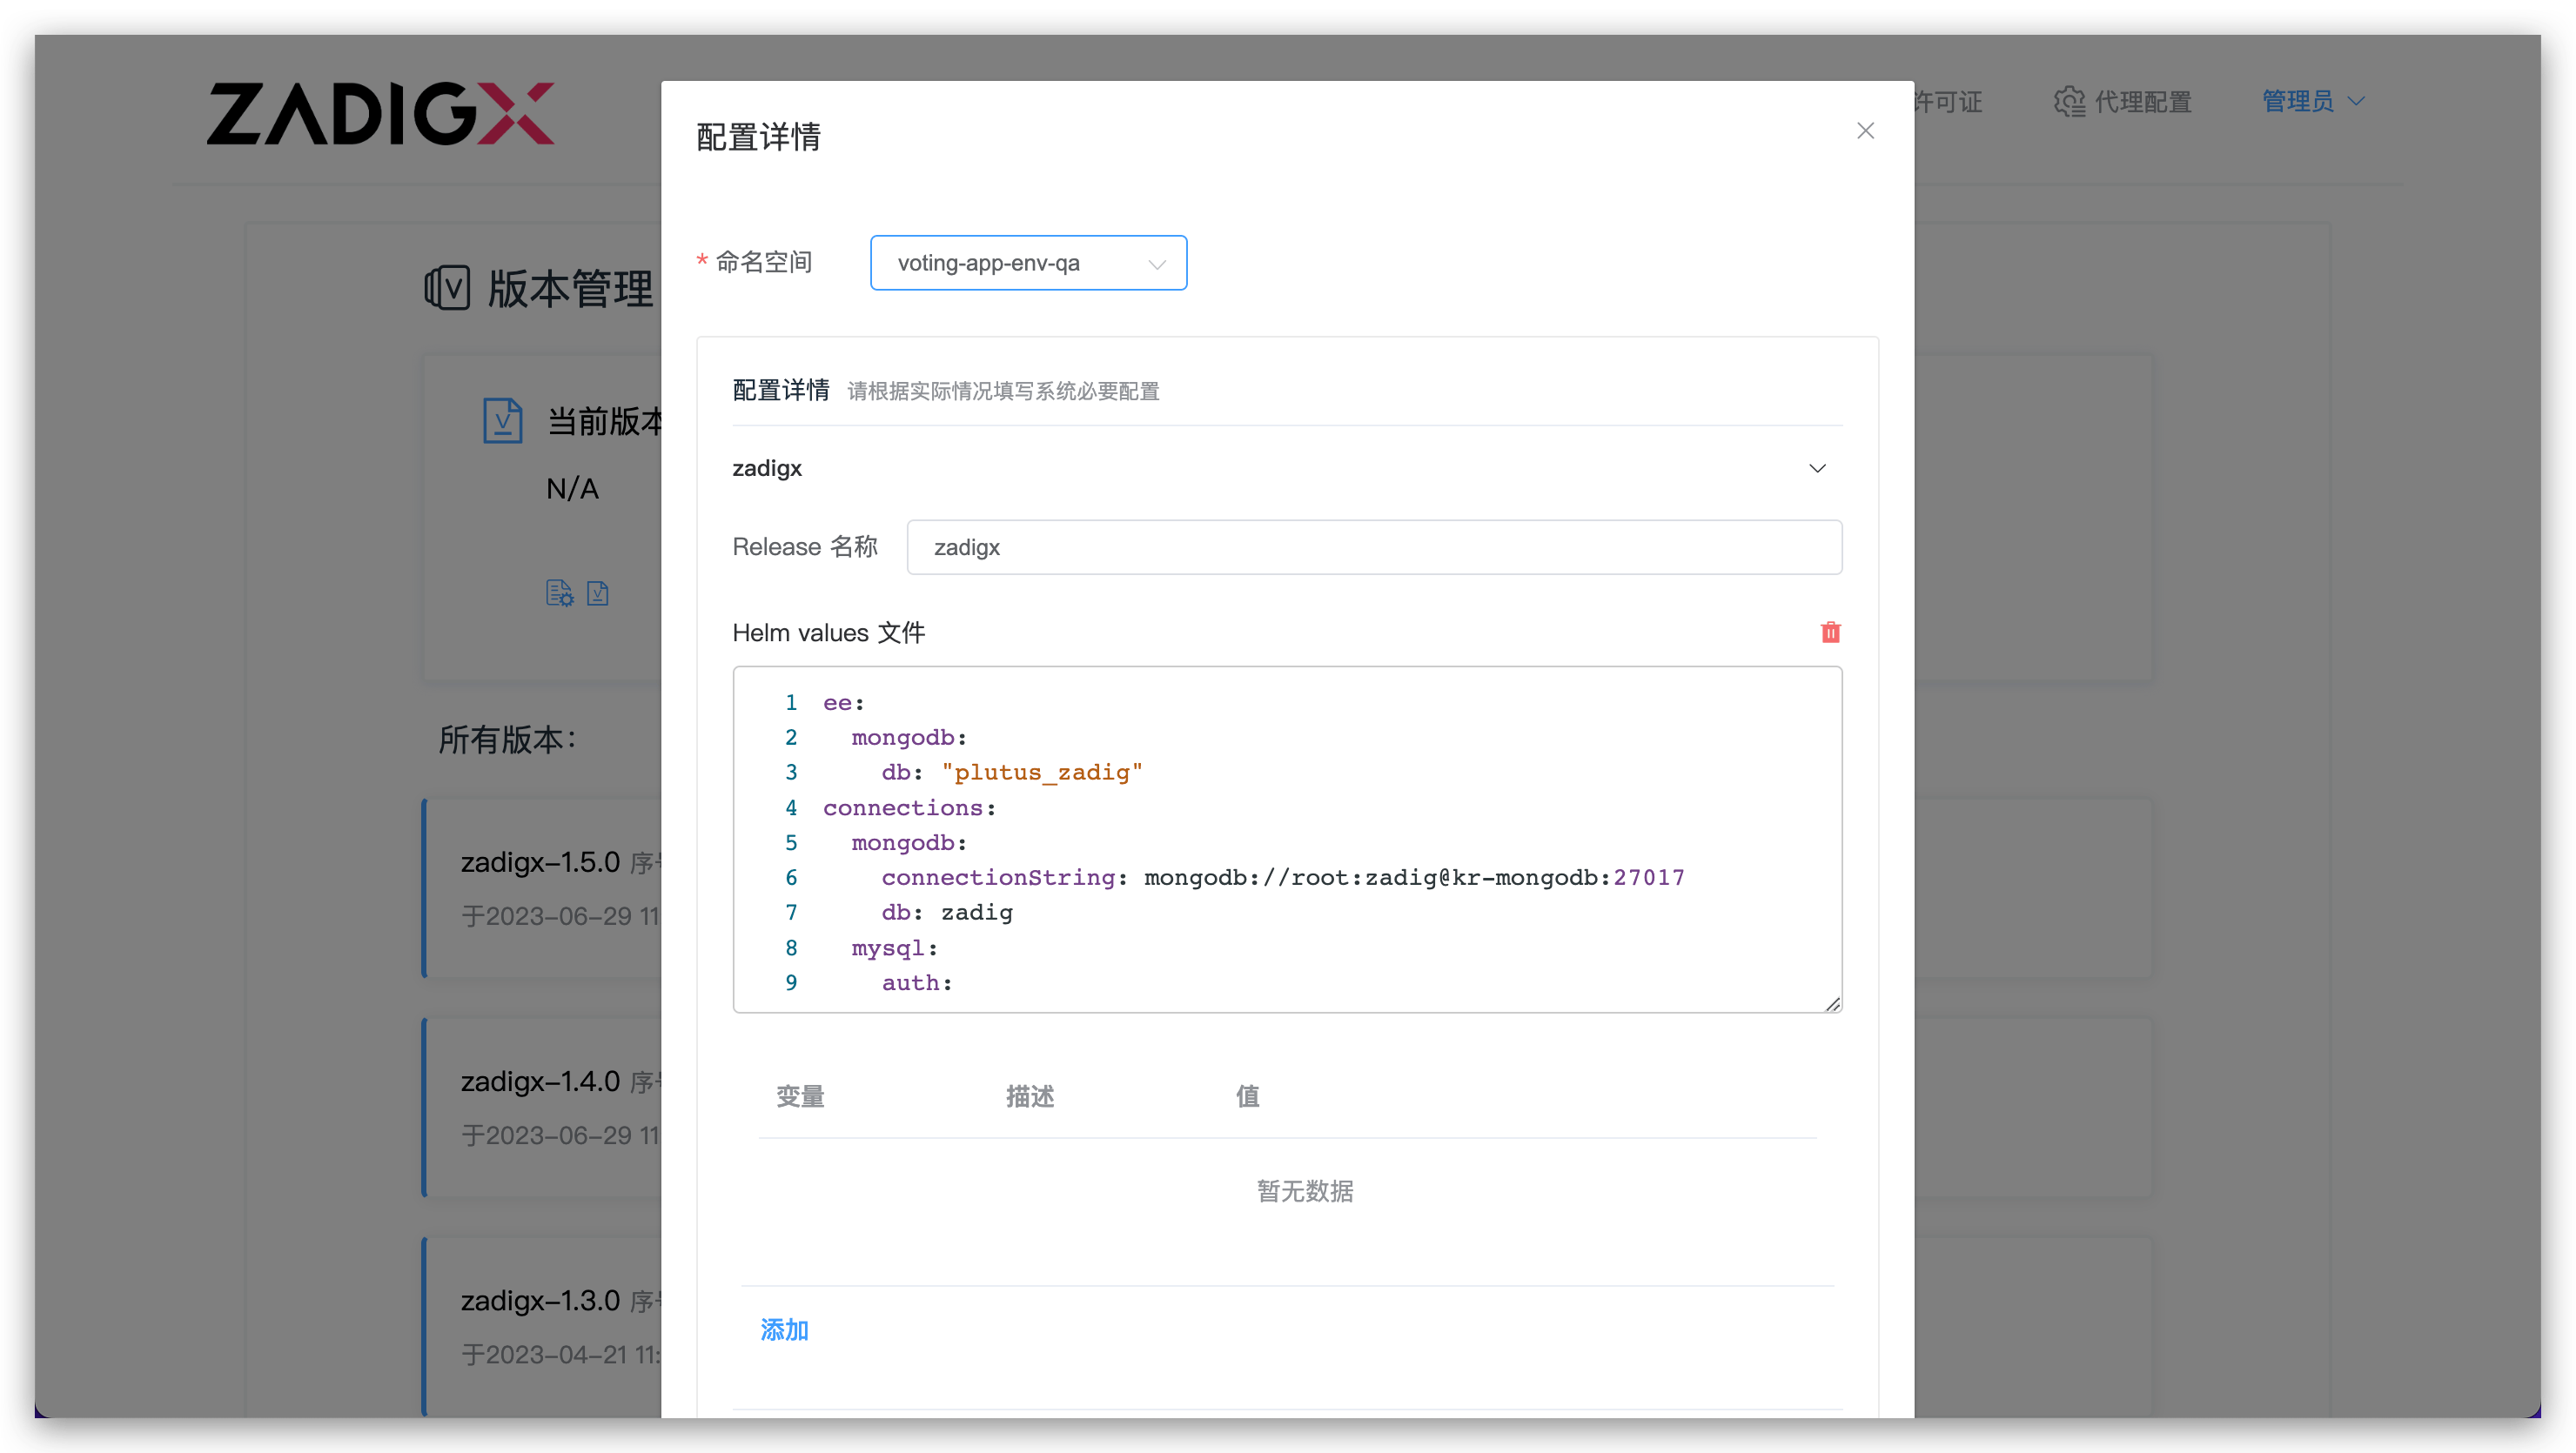 ZADIGX
许可证
代理配置
管理员
版本管理
当前版本
N/A
所有版本：
zadigx-1.5.0 序号
于2023-06-29 11
zadigx-1.4.0 序号
于2023-06-29 11
zadigx-1.3.0 序号
于2023-04-21 11:
配置详情
* 命名空间
voting-app-env-qa
配置详情 请根据实际情况填写系统必要配置
zadigx
Release 名称
zadigx
Helm values 文件
1 ee:
2 mongodb:
3 db: "plutus_zadig"
4 connections:
5 mongodb:
6 connectionString: mongodb://root:zadig@kr-mongodb:27017
7 db: zadig
8 mysql:
9 auth:
变量 描述 值
暂无数据
添加